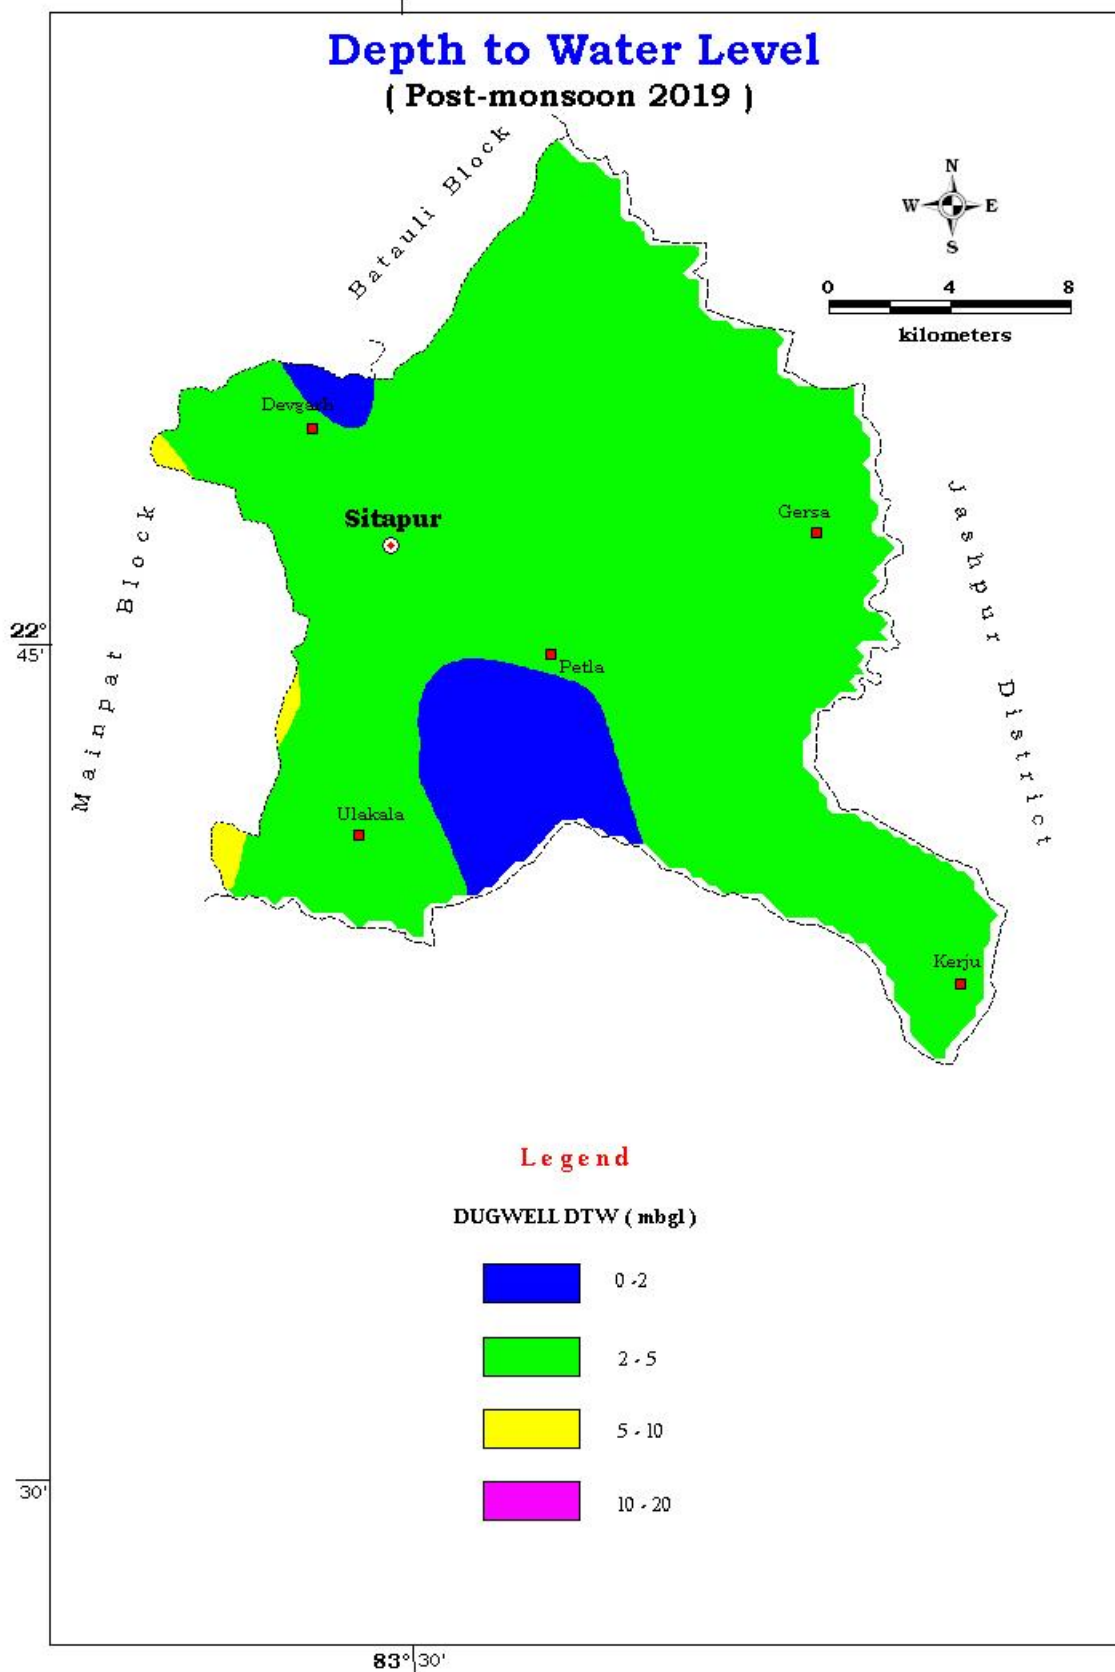 Depth to Water Level
( Post-monsoon 2019 )
Batauli Block
N
W E
S
0 4 8
kilometers
Devgarh
Sitapur
Gersa
Mainpat Block
Jashpur District
22°
45'
Petla
Ulakala
Kerju
Legend
DUGWELL DTW ( mbgl )
0 -2
2 - 5
5 - 10
10 - 20
30'
83° 30'